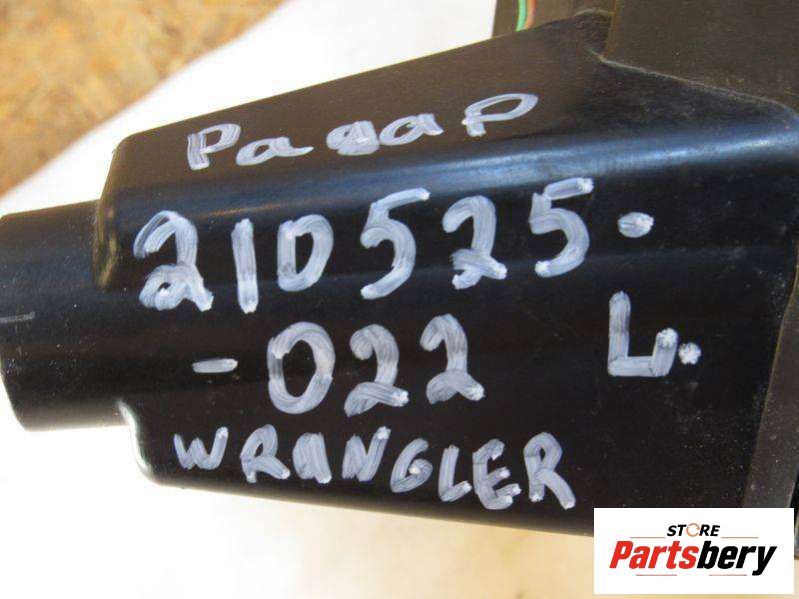 Радар
210525-
-022 L.
WRANGLER
STORE
Partsbery